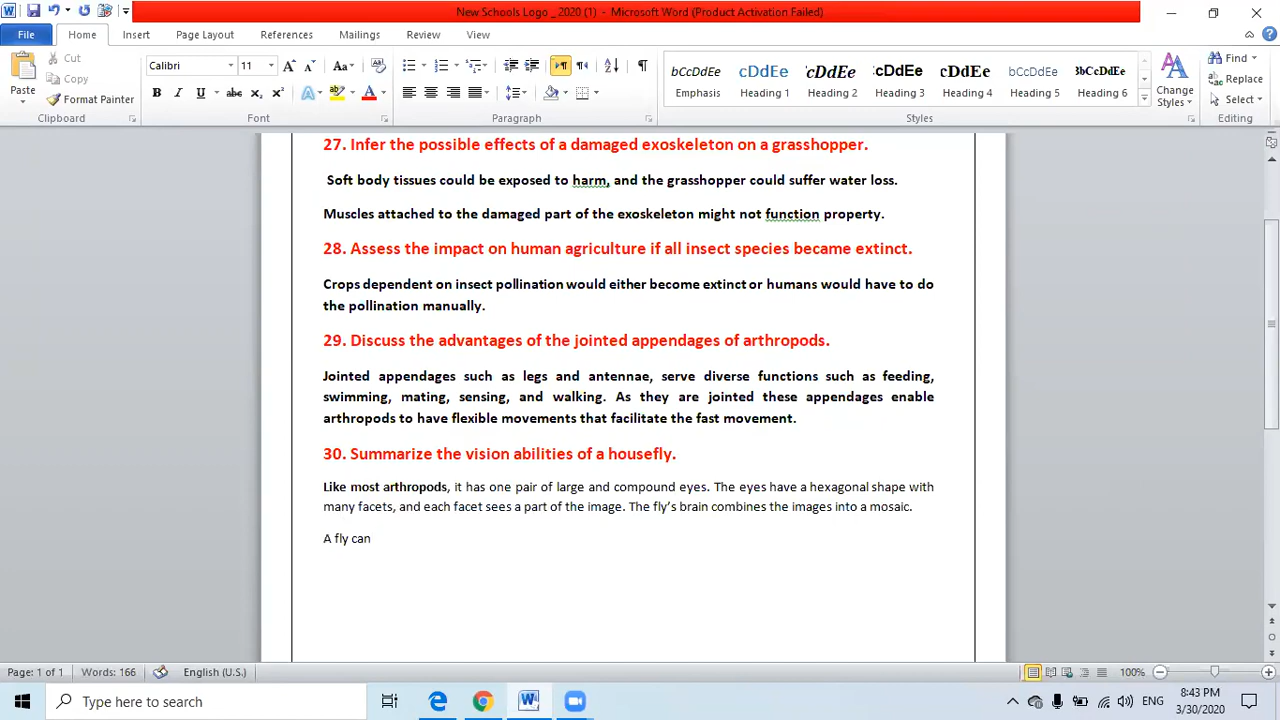 New Schools Logo _ 2020 (1) - Microsoft Word (Product Activation Failed)
File Home Insert Page Layout References Mailings Review View
Paste
Cut
Copy
Format Painter
Clipboard
Calibri 11
Font
Paragraph
bCcDdEe Emphasis
cDdEe Heading 1
cCcDdEe Heading 2
:cDdEe Heading 3
cDdEe Heading 4
bCcDdEe Heading 5
bCcDdEe Heading 6
Styles
Change Styles
Find
Replace
Select
Editing
27. Infer the possible effects of a damaged exoskeleton on a grasshopper.
Soft body tissues could be exposed to harm, and the grasshopper could suffer water loss.
Muscles attached to the damaged part of the exoskeleton might not function property.
28. Assess the impact on human agriculture if all insect species became extinct.
Crops dependent on insect pollination would either become extinct or humans would have to do
the pollination manually.
29. Discuss the advantages of the jointed appendages of arthropods.
Jointed appendages such as legs and antennae, serve diverse functions such as feeding,
swimming, mating, sensing, and walking. As they are jointed these appendages enable
arthropods to have flexible movements that facilitate the fast movement.
30. Summarize the vision abilities of a housefly.
Like most arthropods, it has one pair of large and compound eyes. The eyes have a hexagonal shape with
many facets, and each facet sees a part of the image. The fly's brain combines the images into a mosaic.
A fly can
Page: 1 of 1 Words: 166 English (U.S.) 100%
Type here to search
ENG
8:43 PM
3/30/2020